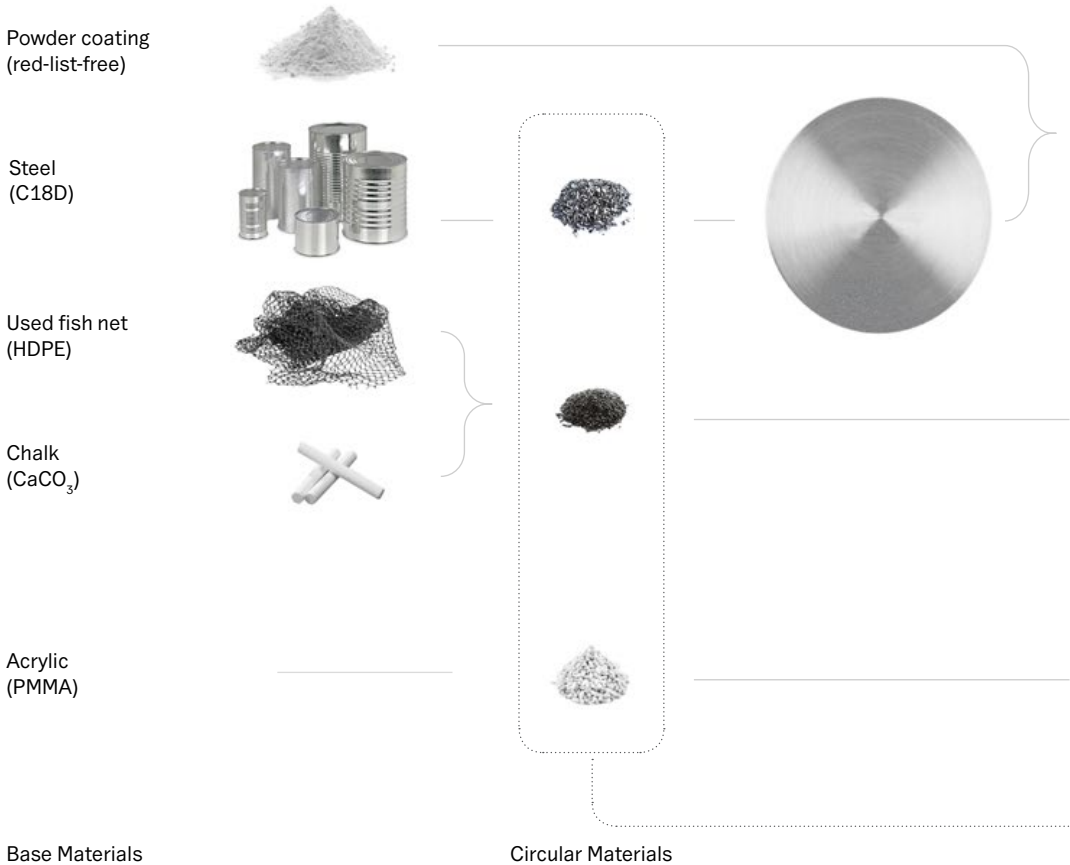 Powder coating
(red-list-free)
Steel
(C18D)
Used fish net
(HDPE)
Chalk
(CaCO₃)
Acrylic
(PMMA)
Base Materials
Circular Materials